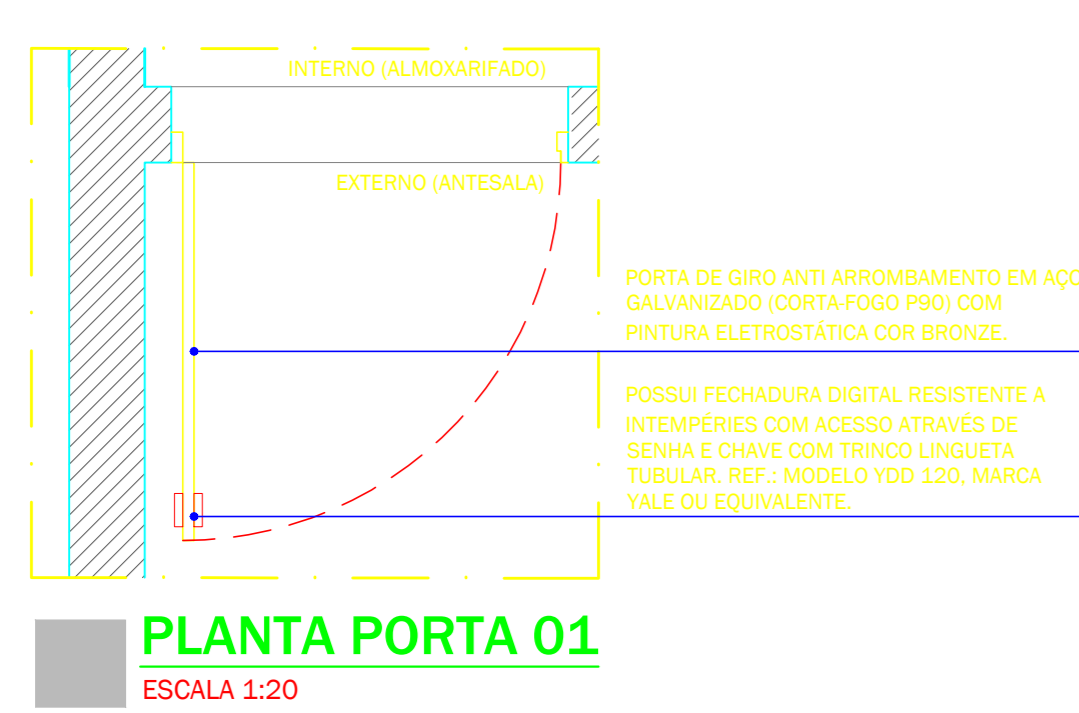 INTERNO (ALMOXARIFADO)
EXTERNO (ANTESALA)
PORTA DE GIRO ANTI ARROMBAMENTO EM AÇO
GALVANIZADO (CORTA-FOGO P90) COM
PINTURA ELETROSTÁTICA COR BRONZE.
POSSUI FECHADURA DIGITAL RESISTENTE A
INTEMPÉRIES COM ACESSO ATRAVÉS DE
SENHA E CHAVE COM TRINCO LINGUETA
TUBULAR. REF.: MODELO YDD 120, MARCA
YALE OU EQUIVALENTE.
PLANTA PORTA 01
ESCALA 1:20